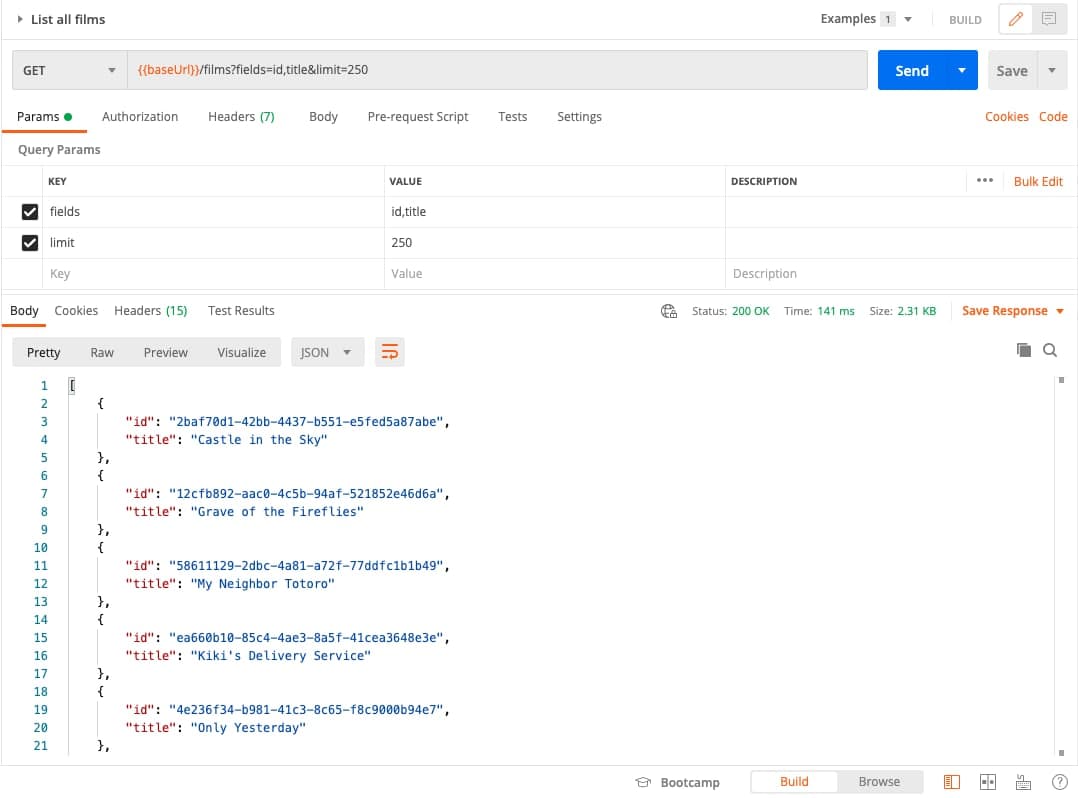 List all films
Examples 1
BUILD
GET
{{baseUrl}}/films?fields=id,title&limit=250
Send
Save
Params
Authorization
Headers (7)
Body
Pre-request Script
Tests
Settings
Cookies
Code
Query Params
KEY VALUE DESCRIPTION
Bulk Edit
fields id,title
limit 250
Key Value Description
Body
Cookies
Headers (15)
Test Results
Status: 200 OK
Time: 141 ms
Size: 2.31 KB
Save Response
Pretty
Raw
Preview
Visualize
JSON
1 [
2 {
3 "id": "2baf70d1-42bb-4437-b551-e5fed5a87abe",
4 "title": "Castle in the Sky"
5 },
6 {
7 "id": "12cfb892-aac0-4c5b-94af-521852e46d6a",
8 "title": "Grave of the Fireflies"
9 },
10 {
11 "id": "58611129-2dbc-4a81-a72f-77ddfc1b1b49",
12 "title": "My Neighbor Totoro"
13 },
14 {
15 "id": "ea660b10-85c4-4ae3-8a5f-41cea3648e3e",
16 "title": "Kiki's Delivery Service"
17 },
18 {
19 "id": "4e236f34-b981-41c3-8c65-f8c9000b94e7",
20 "title": "Only Yesterday"
21 },
Bootcamp
Build
Browse